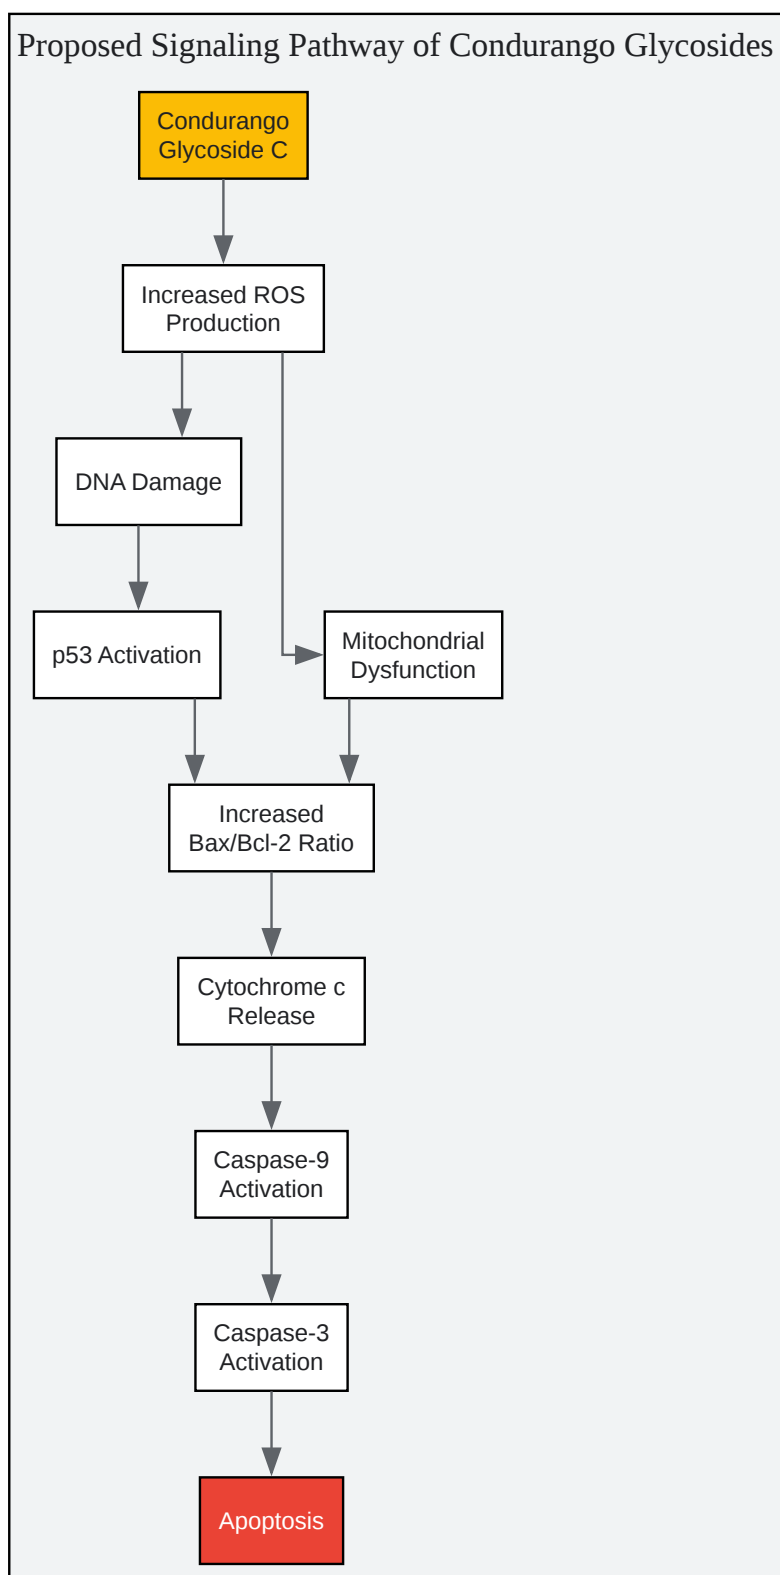 Proposed Signaling Pathway of Condurango Glycosides
Condurango
Glycoside C
Increased ROS
Production
DNA Damage
p53 Activation
Mitochondrial
Dysfunction
Increased
Bax/Bcl-2 Ratio
Cytochrome c
Release
Caspase-9
Activation
Caspase-3
Activation
Apoptosis